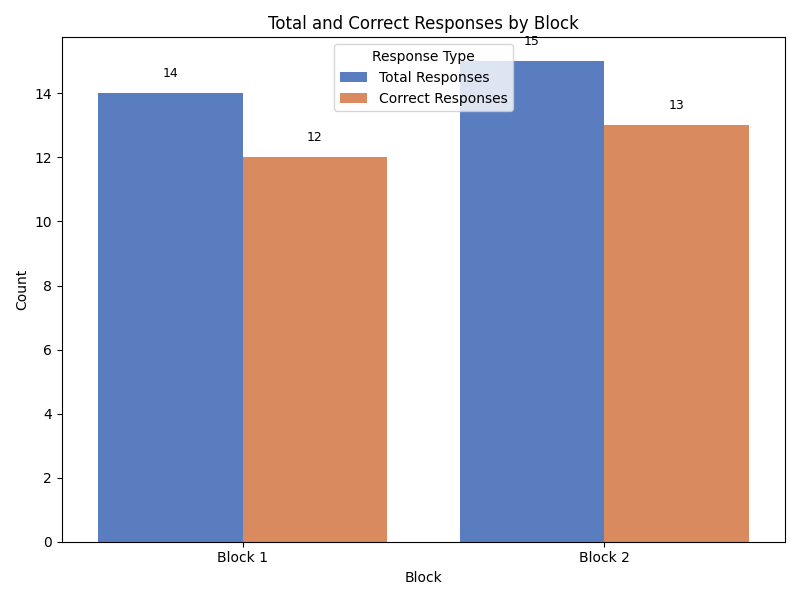 Total and Correct Responses by Block
15
Response Type
Total Responses
Correct Responses
14
13
12
14
12
10
8
6
4
2
0
Count
Block 1
Block 2
Block